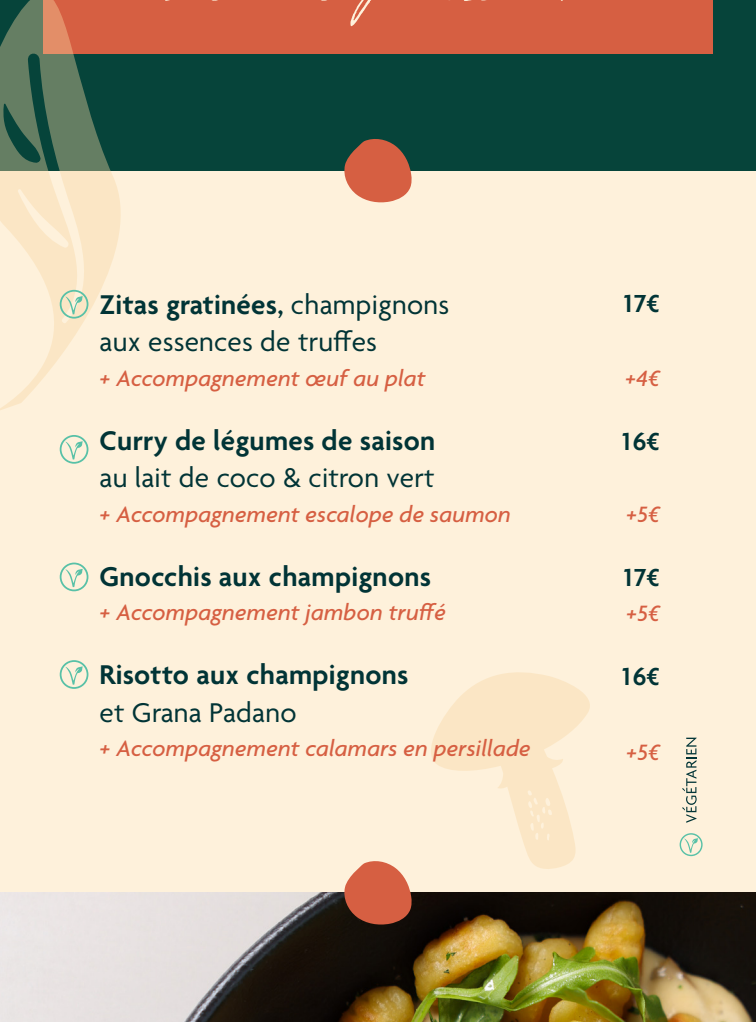 Zitas gratinées, champignons 17€
aux essences de truffes
+ Accompagnement œuf au plat +4€
Curry de légumes de saison 16€
au lait de coco & citron vert
+ Accompagnement escalope de saumon +5€
Gnocchis aux champignons 17€
+ Accompagnement jambon truffé +5€
Risotto aux champignons 16€
et Grana Padano
+ Accompagnement calamars en persillade +5€
VÉGÉTARIEN